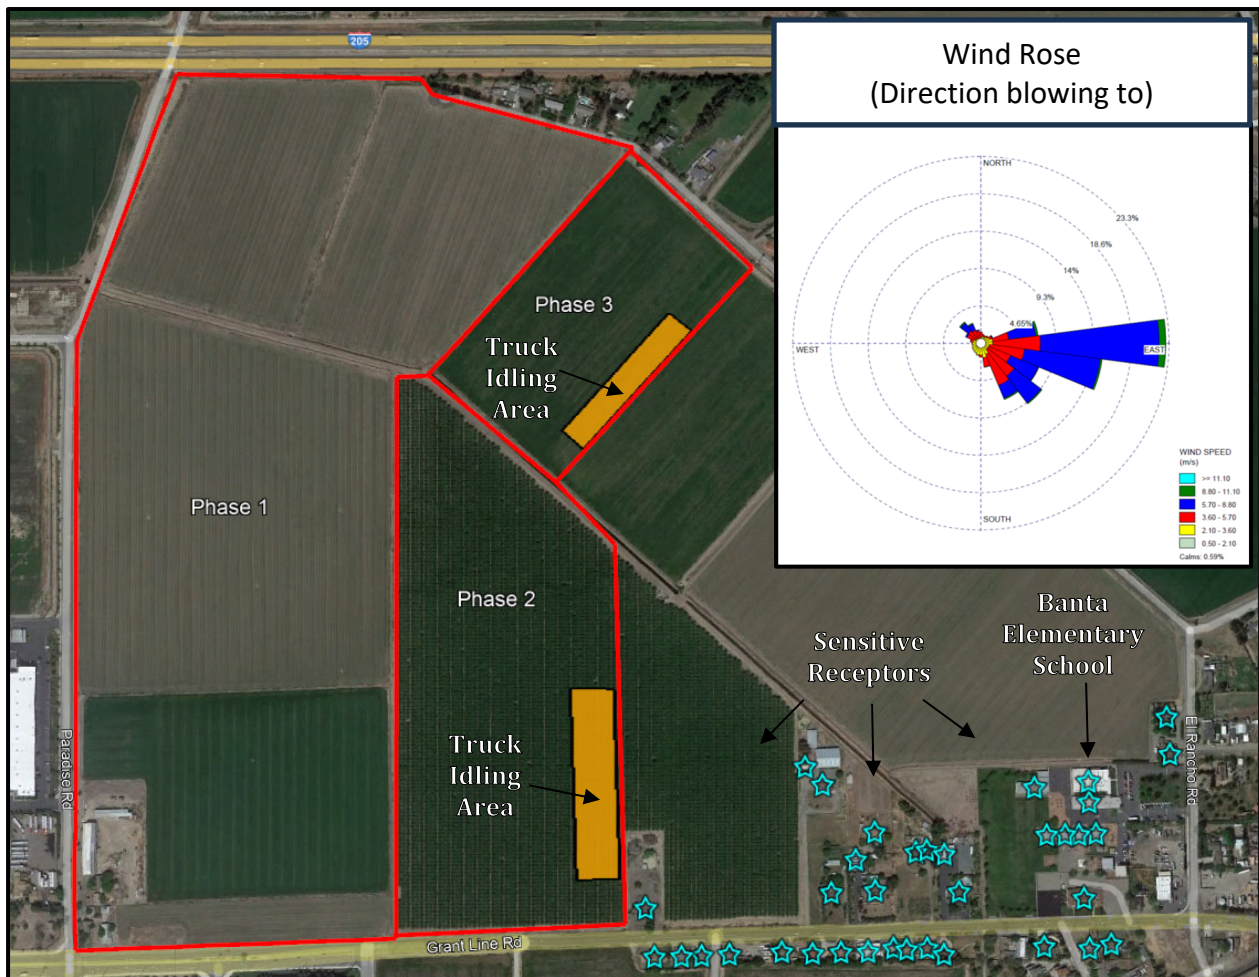 205
Wind Rose
(Direction blowing to)
NORTH
23.3%
18.6%
14%
9.3%
4.65%
WEST
EAST
SOUTH
WIND SPEED
(m/s)
>= 11.10
8.80 - 11.10
5.70 - 8.80
3.60 - 5.70
2.10 - 3.60
0.50 - 2.10
Calms: 0.59%
Phase 3
Truck
Idling
Area
Phase 1
Phase 2
Truck
Idling
Area
Sensitive
Receptors
Banta
Elementary
School
Paradise Rd
El Rancho Rd
Grant Line Rd